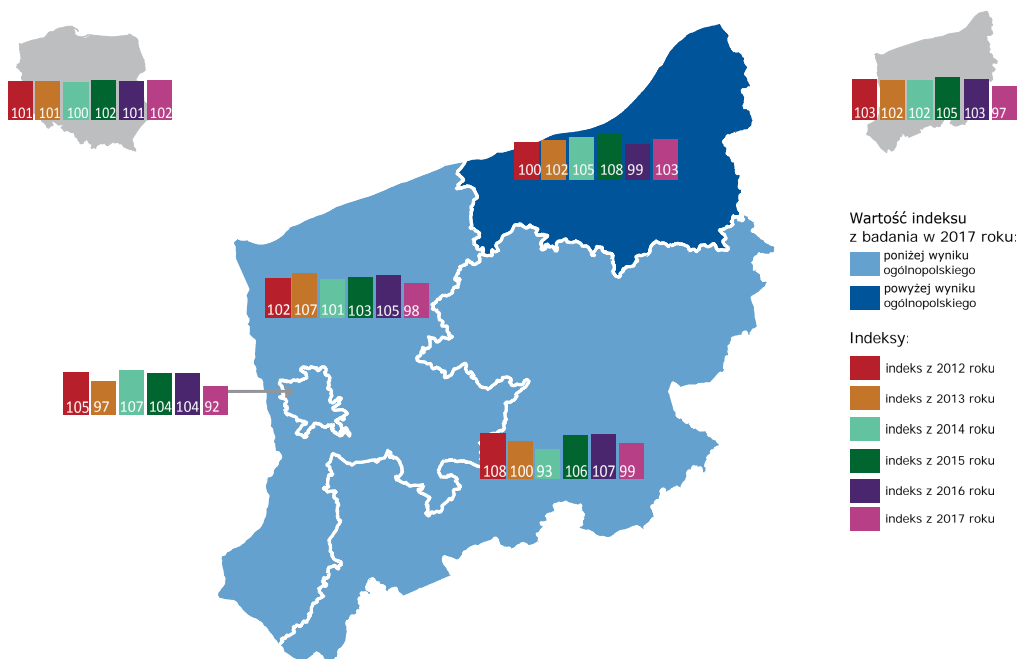 101 101 100 102 101 102
103 102 102 105 103 97
100 102 105 108 99 103
Wartość indeksu
z badania w 2017 roku:
poniżej wyniku
ogólnopolskiego
powyżej wyniku
ogólnopolskiego
102 107 101 103 105 98
Indeksy:
indeks z 2012 roku
indeks z 2013 roku
indeks z 2014 roku
indeks z 2015 roku
indeks z 2016 roku
indeks z 2017 roku
105 97 107 104 104 92
108 100 93 106 107 99